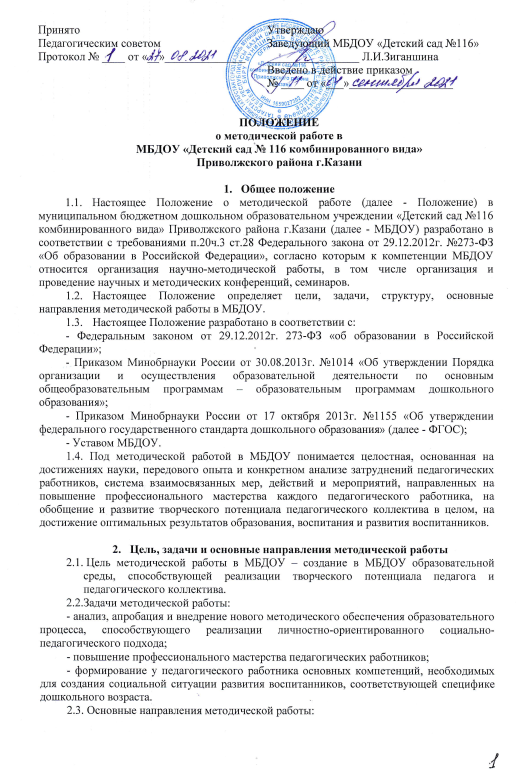 Принято Утверждаю
Педагогическим советом Заведующий МБДОУ «Детский сад №116»
Протокол № 1 от «27» 08.2021 Л.И.Зиганшина
Введено в действие приказом
№ 11 от «01» сентября 2021
ПОЛОЖЕНИЕ
о методической работе в
МБДОУ «Детский сад № 116 комбинированного вида»
Приволжского района г.Казани
1. Общее положение
1.1. Настоящее Положение о методической работе (далее - Положение) в
муниципальном бюджетном дошкольном образовательном учреждении «Детский сад №116
комбинированного вида» Приволжского района г.Казани (далее - МБДОУ) разработано в
соответствии с требованиями п.20ч.3 ст.28 Федерального закона от 29.12.2012г. №273-ФЗ
«Об образовании в Российской Федерации», согласно которым к компетенции МБДОУ
относится организация научно-методической работы, в том числе организация и
проведение научных и методических конференций, семинаров.
1.2. Настоящее Положение определяет цели, задачи, структуру, основные
направления методической работы в МБДОУ.
1.3. Настоящее Положение разработано в соответствии с:
- Федеральным законом от 29.12.2012г. 273-ФЗ «об образовании в Российской
Федерации»;
- Приказом Минобрнауки России от 30.08.2013г. №1014 «Об утверждении Порядка
организации и осуществления образовательной деятельности по основным
общеобразовательным программам – образовательным программам дошкольного
образования»;
- Приказом Минобрнауки России от 17 октября 2013г. №1155 «Об утверждении
федерального государственного стандарта дошкольного образования» (далее - ФГОС);
- Уставом МБДОУ.
1.4. Под методической работой в МБДОУ понимается целостная, основанная на
достижениях науки, передового опыта и конкретном анализе затруднений педагогических
работников, система взаимосвязанных мер, действий и мероприятий, направленных на
повышение профессионального мастерства каждого педагогического работника, на
обобщение и развитие творческого потенциала педагогического коллектива в целом, на
достижение оптимальных результатов образования, воспитания и развития воспитанников.
2. Цель, задачи и основные направления методической работы
2.1. Цель методической работы в МБДОУ – создание в МБДОУ образовательной
среды, способствующей реализации творческого потенциала педагога и
педагогического коллектива.
2.2.Задачи методической работы:
- анализ, апробация и внедрение нового методического обеспечения образовательного
процесса, способствующего реализации личностно-ориентированного социально-
педагогического подхода;
- повышение профессионального мастерства педагогических работников;
- формирование у педагогического работника основных компетенций, необходимых
для создания социальной ситуации развития воспитанников, соответствующей специфике
дошкольного возраста.
2.3. Основные направления методической работы:
1